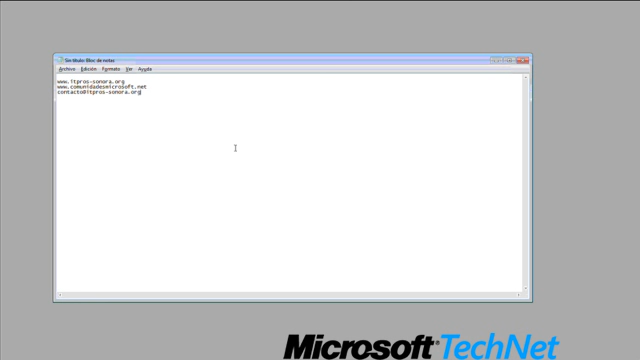 Sin título: Bloc de notas
Archivo Edición Formato Ver Ayuda
www.itpros-sonora.org
www.comunidadesmicrosoft.net
contacto@itpros-sonora.org
Microsoft TechNet